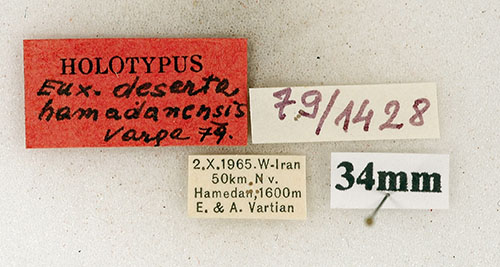 HOLOTYPUS
Eux. deserta
hamadanensis
Varga 79.
79/1428
2.X.1965.W-Iran
50km.N v.
Hamedan,1600m
E. & A. Vartian
34mm